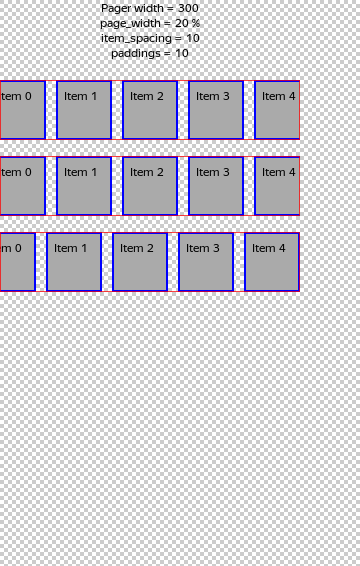 Pager width = 300
page_width = 20 %
item_spacing = 10
paddings = 10
tem 0 Item 1 Item 2 Item 3 Item 4
tem 0 Item 1 Item 2 Item 3 Item 4
m 0 Item 1 Item 2 Item 3 Item 4